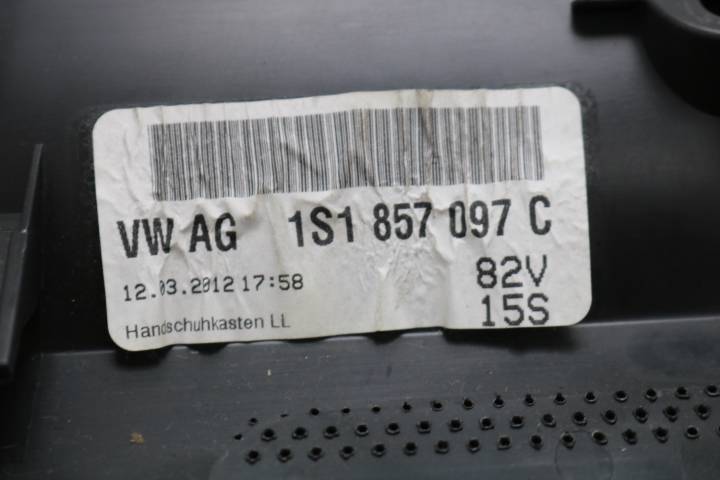 VW AG 1S1 857 097 C
12.03.2012 17:58 82V
Handschuhkasten LL 15S